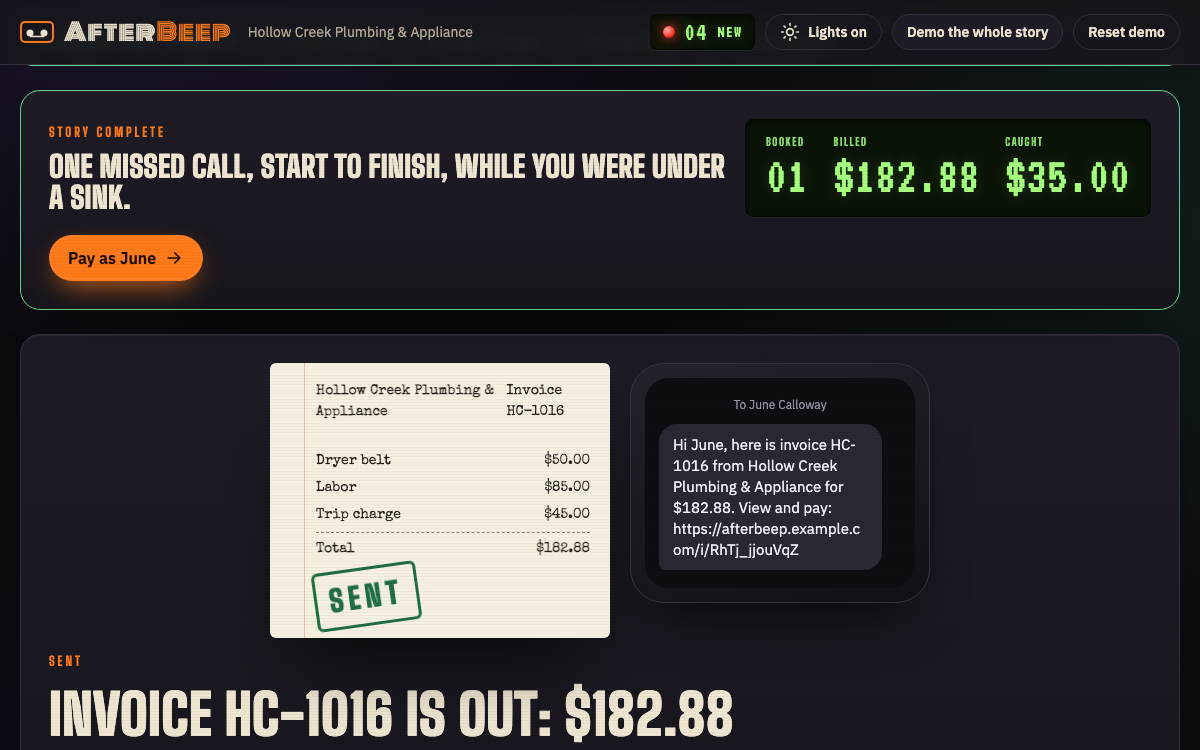 AFTERBEEP
Hollow Creek Plumbing & Appliance
04 NEW
Lights on
Demo the whole story
Reset demo
STORY COMPLETE
ONE MISSED CALL, START TO FINISH, WHILE YOU WERE UNDER
A SINK.
Pay as June →
BOOKED BILLED CAUGHT
01 $182.88 $35.00
Hollow Creek Plumbing &
Appliance
Invoice
HC-1016
Dryer belt $50.00
Labor $85.00
Trip charge $45.00
Total $182.88
SENT
To June Calloway
Hi June, here is invoice HC-
1016 from Hollow Creek
Plumbing & Appliance for
$182.88. View and pay:
https://afterbeep.example.c
om/i/RhTj_jjouVqZ
SENT
INVOICE HC-1016 IS OUT: $182.88